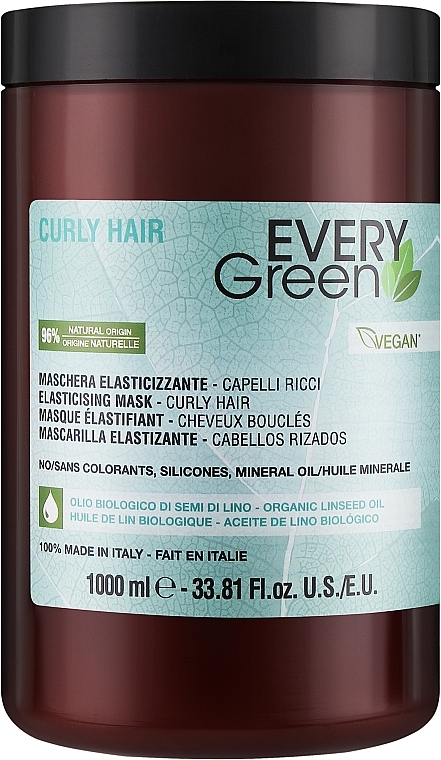 CURLY HAIR
EVERY
Green
96%
NATURAL ORIGIN
ORIGINE NATURELLE
VEGAN*
MASCHERA ELASTICIZZANTE - CAPELLI RICCI
ELASTICISING MASK - CURLY HAIR
MASQUE ÉLASTIFIANT - CHEVEUX BOUCLÉS
MASCARILLA ELASTIZANTE - CABELLOS RIZADOS
NO/SANS COLORANTS, SILICONES, MINERAL OIL/HUILE MINERALE
OLIO BIOLOGICO DI SEMI DI LINO - ORGANIC LINSEED OIL
HUILE DE LIN BIOLOGIQUE - ACEITE DE LINO BIOLÓGICO
100% MADE IN ITALY - FAIT EN ITALIE
1000 ml ℮ - 33.81 Fl.oz. U.S./E.U.